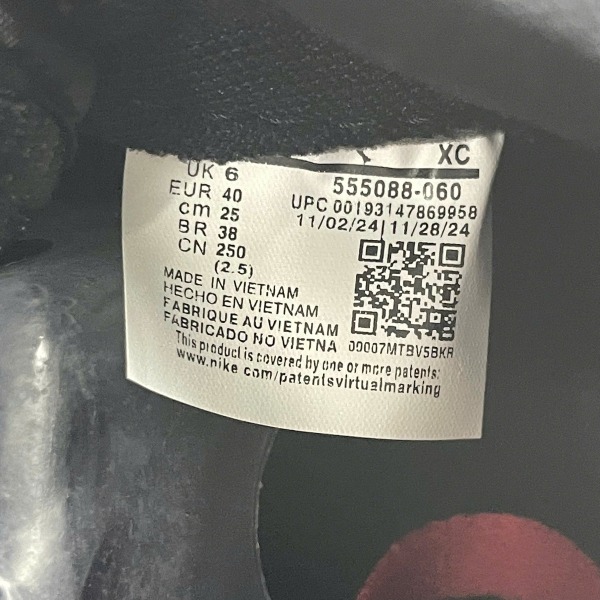 XC
UK 6
EUR 40
cm 25
BR 38
CN 250
(2.5)
555088-060
UPC 00193147869958
11/02/24|11/28/24
MADE IN VIETNAM
HECHO EN VIETNAM
FABRIQUE AU VIETNAM
FABRICADO NO VIETNA
00007MTBV5BKR
This product is covered by one or more patents:
www.nike.com/patentsvirtualmarking